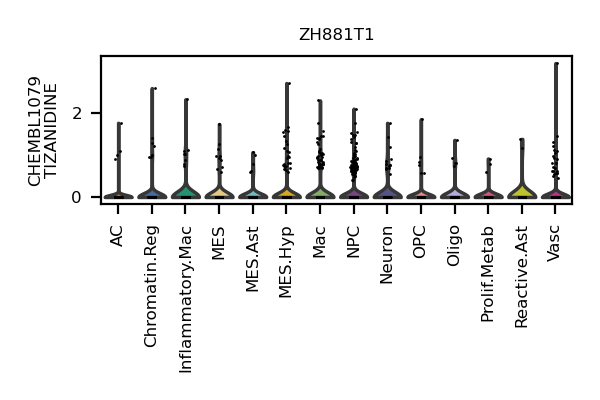 ZH881T1
CHEMBL1079
TIZANIDINE
2
0
AC
Chromatin.Reg
Inflammatory.Mac
MES
MES.Ast
MES.Hyp
Mac
NPC
Neuron
OPC
Oligo
Prolif.Metab
Reactive.Ast
Vasc